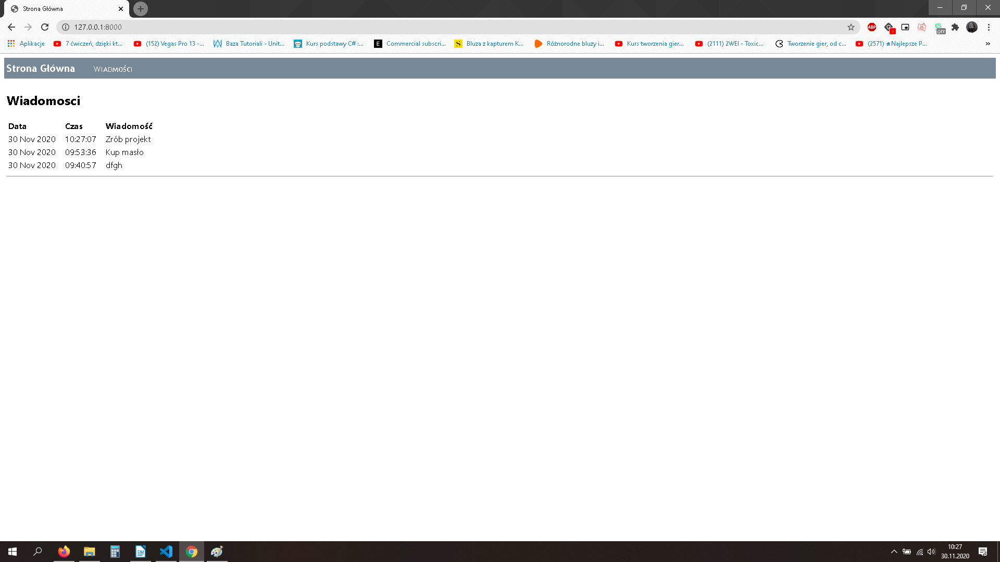 Strona Główna
127.0.0.1:8000
ABP
OFF
Aplikacje 7 ćwiczeń, dzięki kt... (152) Vegas Pro 13 -... Baza Tutoriali - Unit... Kurs podstawy C# :... E Commercial subscri... S Bluza z kapturem K... Różnorodne bluzy i... Kurs tworzenia gier... (2111) 2WEI - Toxic... Tworzenie gier, od c... (2571) ★Najlepsze P... »
Strona Główna Wiadmości
Wiadomosci
Data Czas Wiadomość
30 Nov 2020 10:27:07 Zrób projekt
30 Nov 2020 09:53:36 Kup masło
30 Nov 2020 09:40:57 dfgh
10:27
30.11.2020